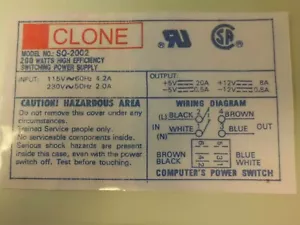 CLONE
MODEL NO.: SQ-2002
200 WATTS HIGH EFFICIENCY
SWITCHING POWER SUPPLY
INPUT: 115V~60Hz 4.2A
230V~50Hz 2.0A
OUTPUT:
+5V 20A +12V 8A
-5V 0.5A -12V 0.5A
CAUTION! HAZARDOUS AREA
Do not remove this cover under any
circumstances.
Trained Service people only.
No serviceable components inside.
Serious shock hazards are present
inside this case, even with the power
switch off. Test before touching.
WIRING DIAGRAM
BLACK 1 4 BROWN
(L)
IN
(N) WHITE BLUE
BROWN BLUE
BLACK WHITE
COMPUTER'S POWER SWITCH